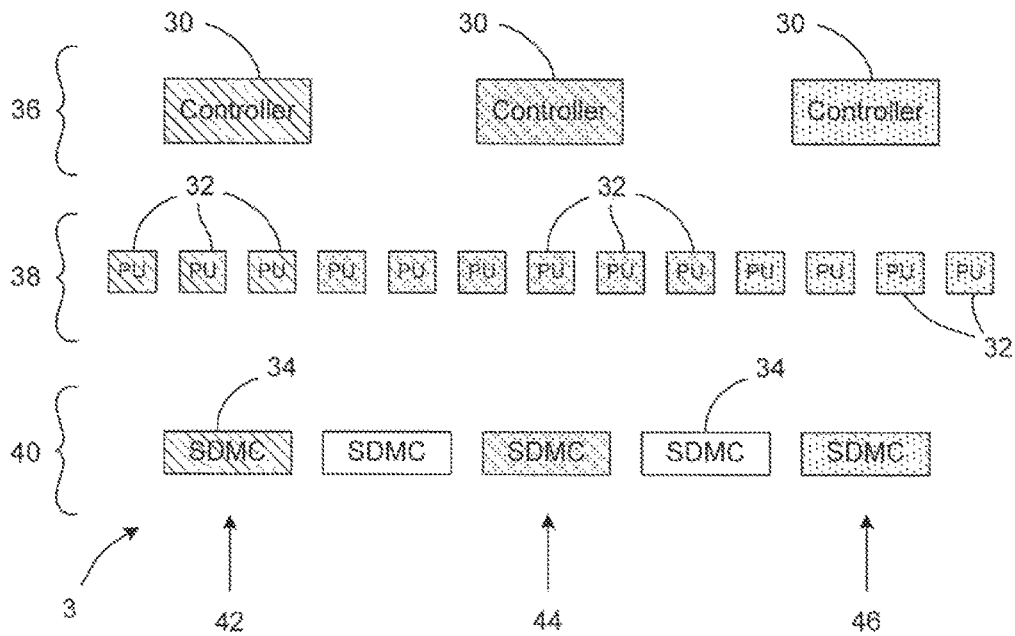 30 30 30
36 Controller Controller Controller
32 32
38 PU PU PU PU PU PU PU PU PU PU PU PU PU
32
34 34
40 SDMC SDMC SDMC SDMC SDMC
3 42 44 46